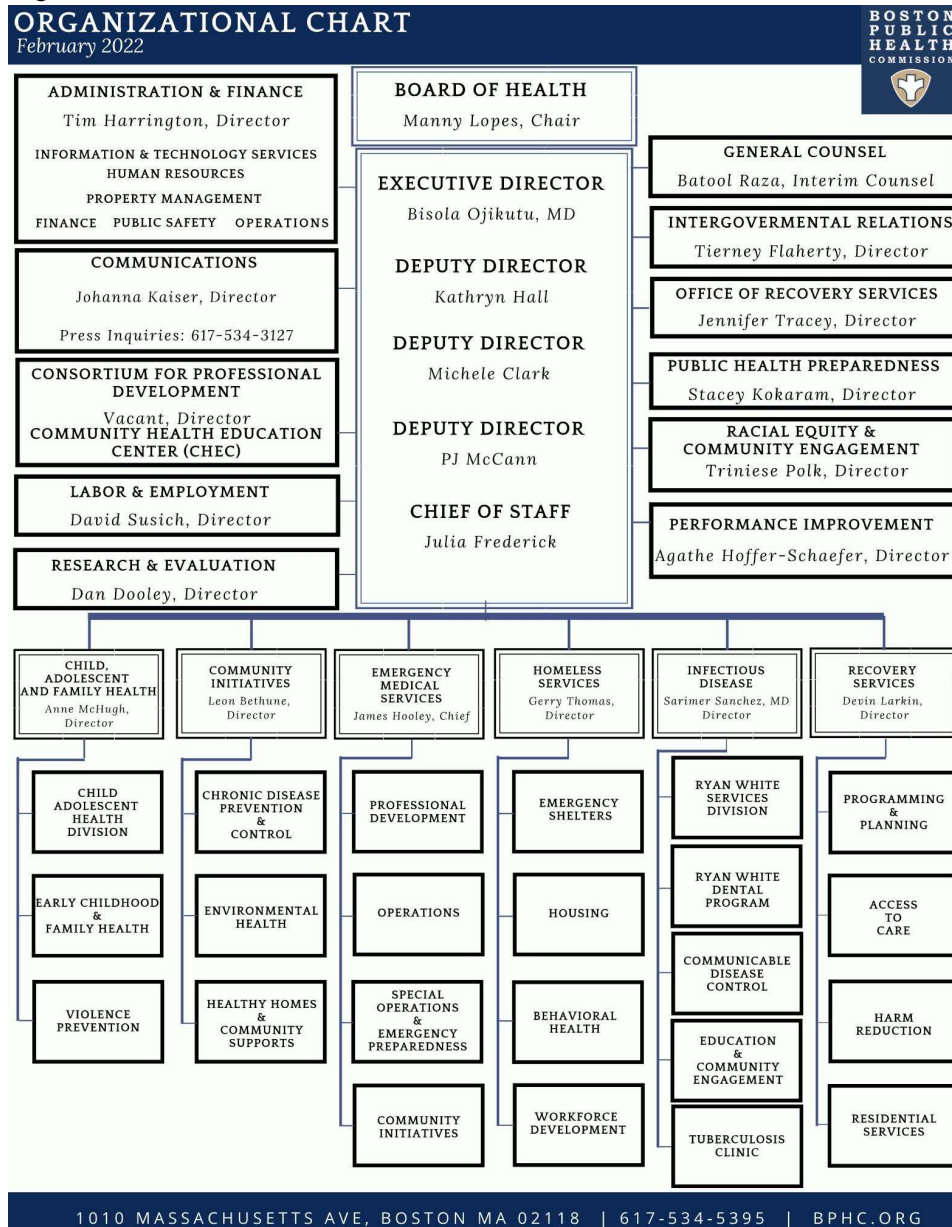 ORGANIZATIONAL CHART
February 2022
BOSTON
PUBLIC
HEALTH
COMMISSION
ADMINISTRATION & FINANCE
Tim Harrington, Director
INFORMATION & TECHNOLOGY SERVICES
HUMAN RESOURCES
PROPERTY MANAGEMENT
FINANCE PUBLIC SAFETY OPERATIONS
COMMUNICATIONS
Johanna Kaiser, Director
Press Inquiries: 617-534-3127
CONSORTIUM FOR PROFESSIONAL
DEVELOPMENT
Vacant, Director
COMMUNITY HEALTH EDUCATION
CENTER (CHEC)
LABOR & EMPLOYMENT
David Susich, Director
RESEARCH & EVALUATION
Dan Dooley, Director
BOARD OF HEALTH
Manny Lopes, Chair
EXECUTIVE DIRECTOR
Bisola Ojikutu, MD
DEPUTY DIRECTOR
Kathryn Hall
DEPUTY DIRECTOR
Michele Clark
DEPUTY DIRECTOR
PJ McCann
CHIEF OF STAFF
Julia Frederick
GENERAL COUNSEL
Batool Raza, Interim Counsel
INTERGOVERMENTAL RELATIONS
Tierney Flaherty, Director
OFFICE OF RECOVERY SERVICES
Jennifer Tracey, Director
PUBLIC HEALTH PREPAREDNESS
Stacey Kokaram, Director
RACIAL EQUITY &
COMMUNITY ENGAGEMENT
Triniese Polk, Director
PERFORMANCE IMPROVEMENT
Agathe Hoffer-Schaefer, Director
CHILD,
ADOLESCENT
AND FAMILY HEALTH
Anne McHugh,
Director
CHILD
ADOLESCENT
HEALTH
DIVISION
EARLY CHILDHOOD
&
FAMILY HEALTH
VIOLENCE
PREVENTION
COMMUNITY
INITIATIVES
Leon Bethune,
Director
CHRONIC DISEASE
PREVENTION
&
CONTROL
ENVIRONMENTAL
HEALTH
HEALTHY HOMES
&
COMMUNITY
SUPPORTS
EMERGENCY
MEDICAL
SERVICES
James Hooley, Chief
PROFESSIONAL
DEVELOPMENT
OPERATIONS
SPECIAL
OPERATIONS
&
EMERGENCY
PREPAREDNESS
COMMUNITY
INITIATIVES
HOMELESS
SERVICES
Gerry Thomas,
Director
EMERGENCY
SHELTERS
HOUSING
BEHAVIORAL
HEALTH
WORKFORCE
DEVELOPMENT
INFECTIOUS
DISEASE
Sarimer Sanchez, MD
Director
RYAN WHITE
SERVICES
DIVISION
RYAN WHITE
DENTAL
PROGRAM
COMMUNICABLE
DISEASE
CONTROL
EDUCATION
&
COMMUNITY
ENGAGEMENT
TUBERCULOSIS
CLINIC
RECOVERY
SERVICES
Devin Larkin,
Director
PROGRAMMING
&
PLANNING
ACCESS
TO
CARE
HARM
REDUCTION
RESIDENTIAL
SERVICES
1010 MASSACHUSETTS AVE, BOSTON MA 02118 | 617-534-5395 | BPHC.ORG